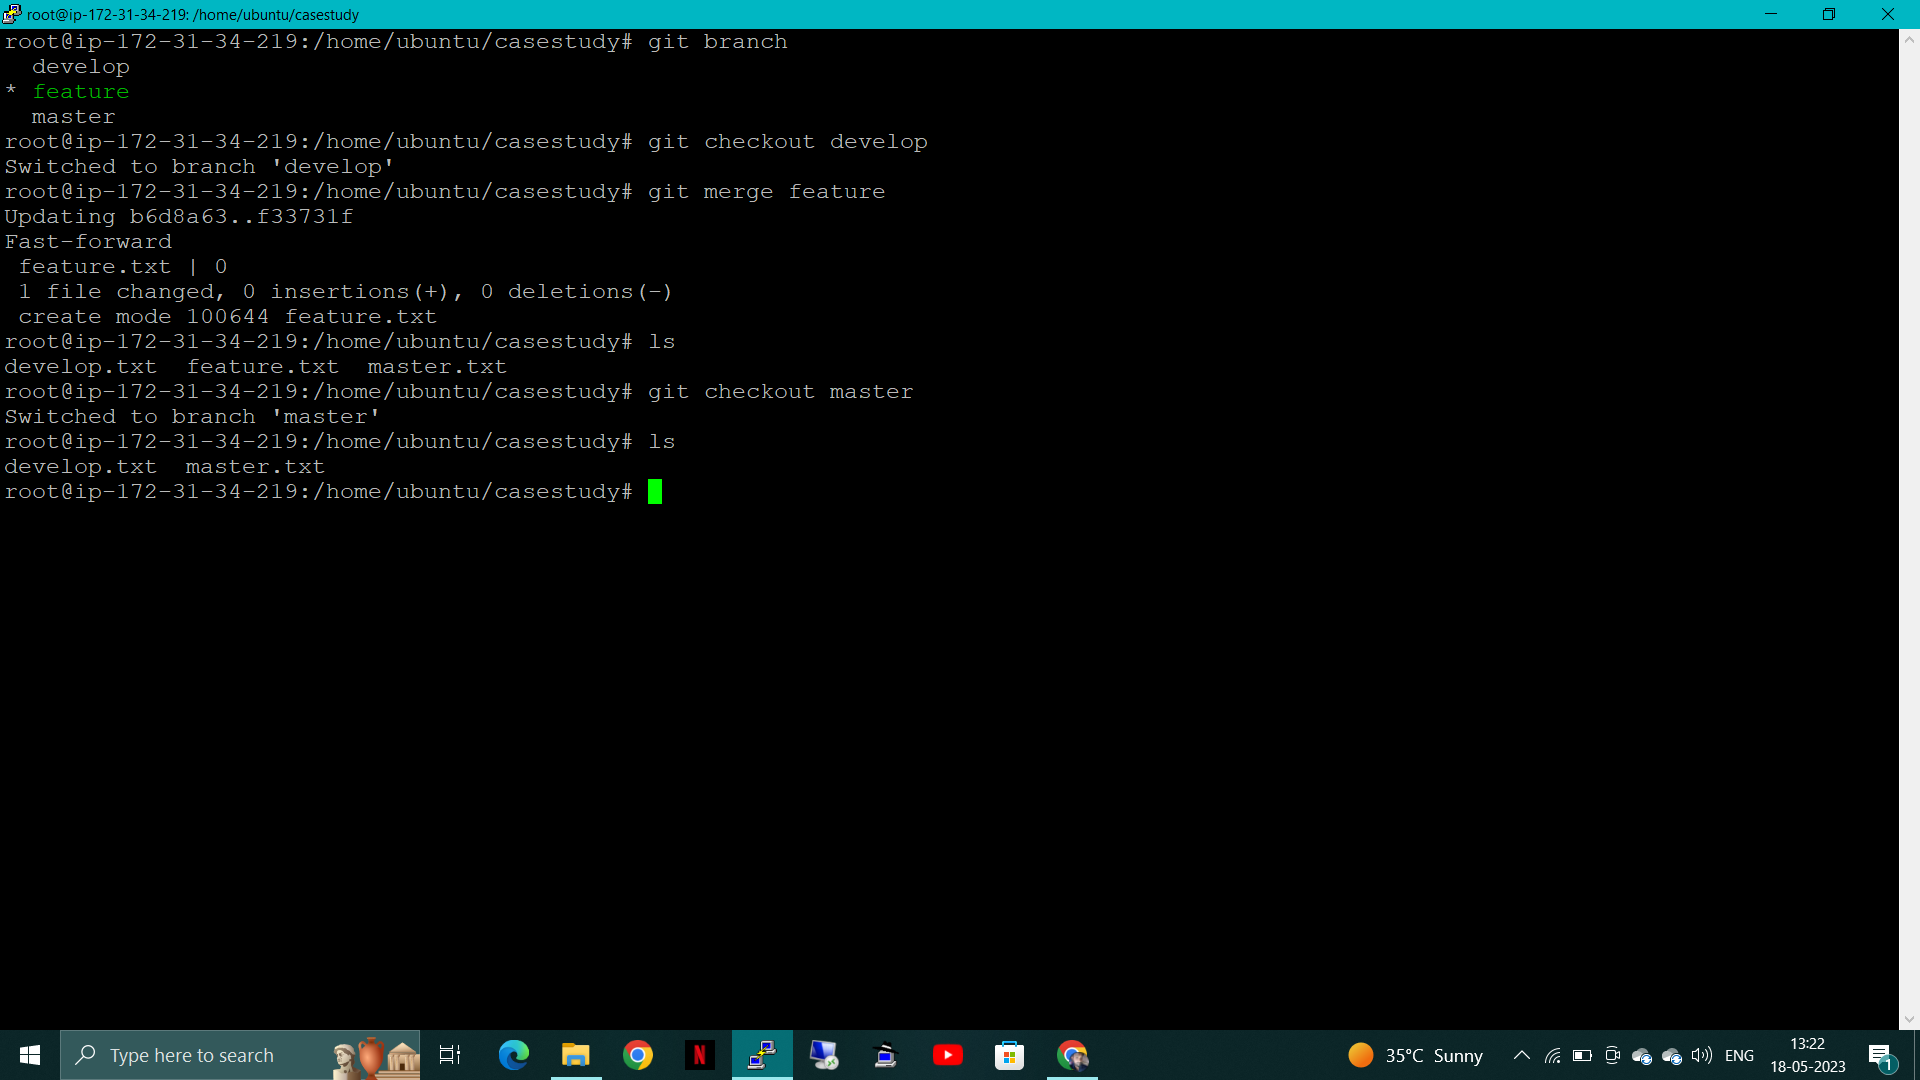 root@ip-172-31-34-219: /home/ubuntu/casestudy
root@ip-172-31-34-219:/home/ubuntu/casestudy# git branch
  develop
* feature
  master
root@ip-172-31-34-219:/home/ubuntu/casestudy# git checkout develop
Switched to branch 'develop'
root@ip-172-31-34-219:/home/ubuntu/casestudy# git merge feature
Updating b6d8a63..f33731f
Fast-forward
 feature.txt | 0
 1 file changed, 0 insertions(+), 0 deletions(-)
 create mode 100644 feature.txt
root@ip-172-31-34-219:/home/ubuntu/casestudy# ls
develop.txt  feature.txt  master.txt
root@ip-172-31-34-219:/home/ubuntu/casestudy# git checkout master
Switched to branch 'master'
root@ip-172-31-34-219:/home/ubuntu/casestudy# ls
develop.txt  master.txt
root@ip-172-31-34-219:/home/ubuntu/casestudy#
Type here to search
N
35°C Sunny
ENG
13:22
18-05-2023
1